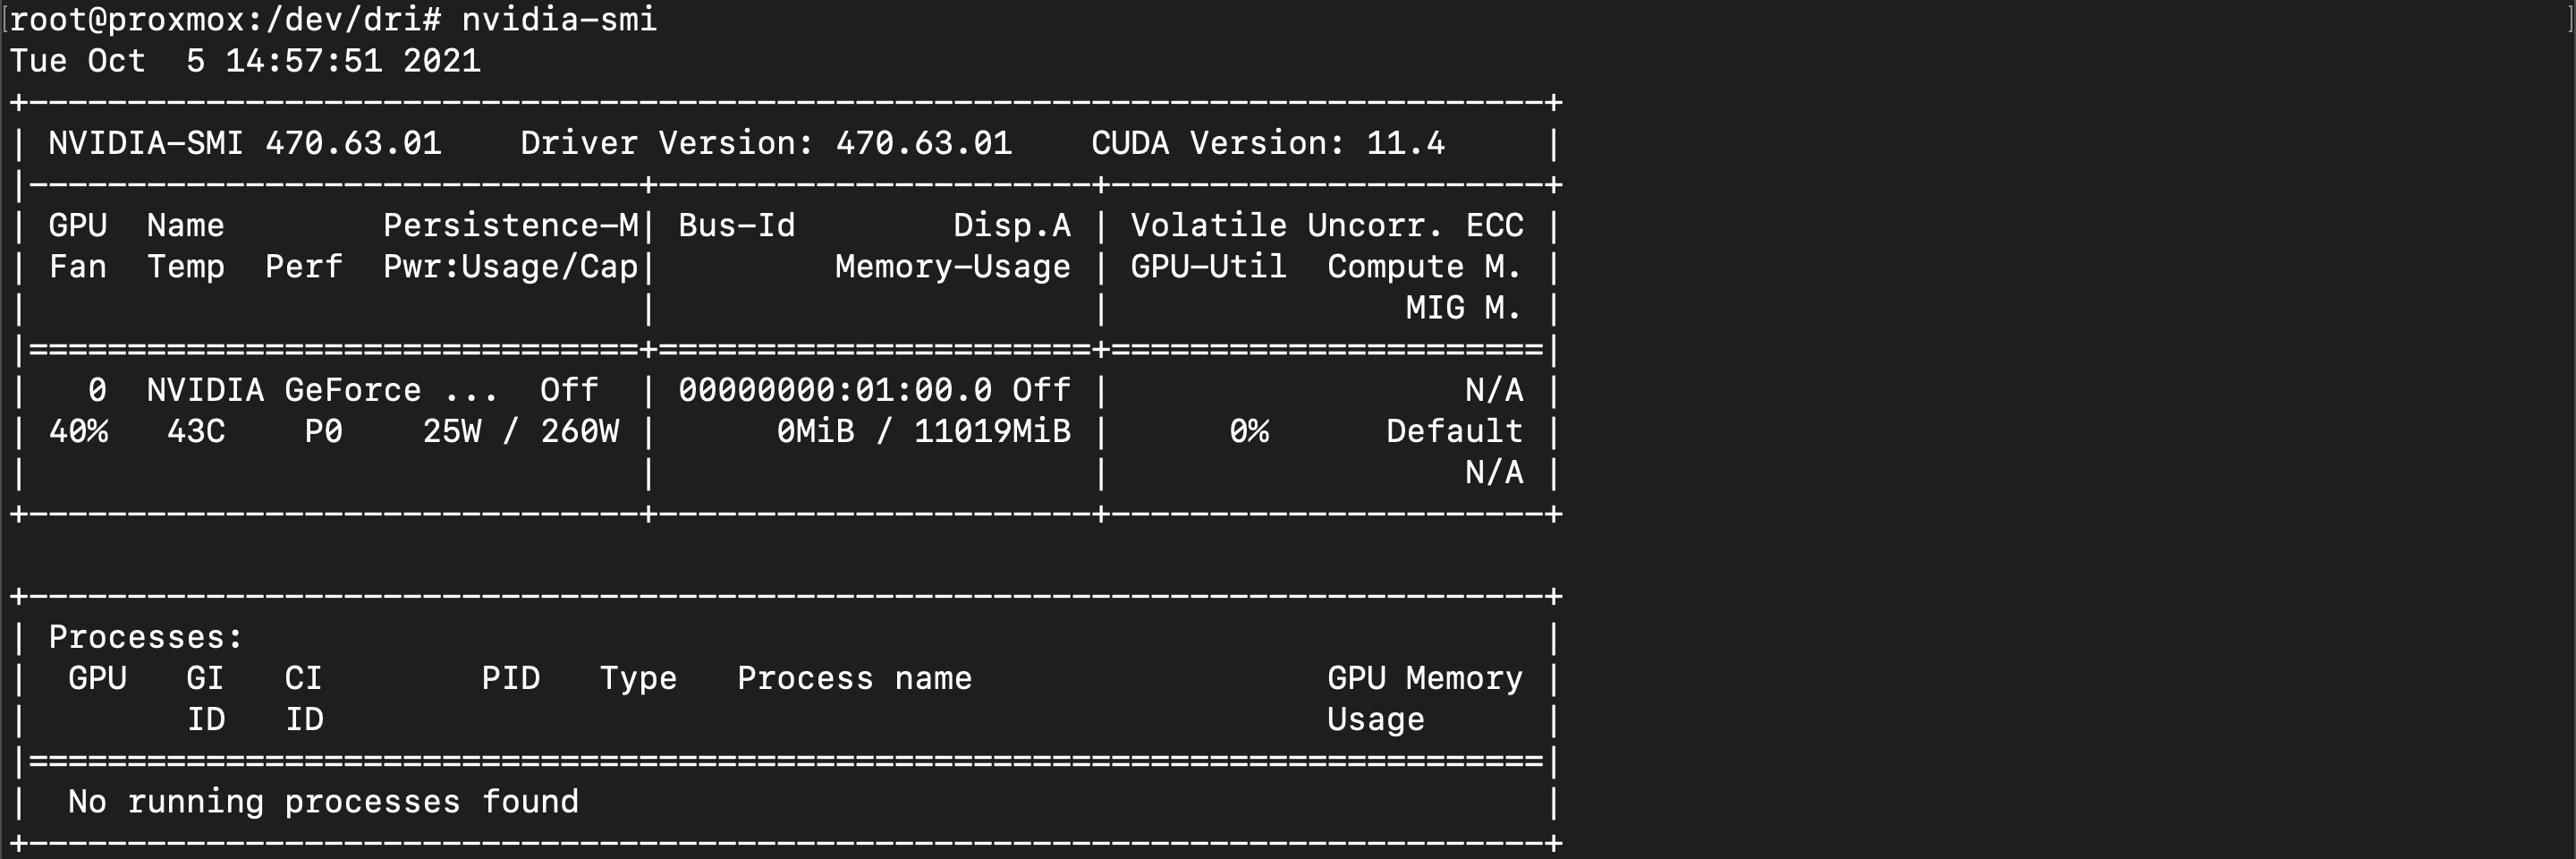 [root@proxmox:/dev/dri# nvidia-smi ]
Tue Oct  5 14:57:51 2021
+-----------------------------------------------------------------------------+
| NVIDIA-SMI 470.63.01    Driver Version: 470.63.01    CUDA Version: 11.4     |
|-------------------------------+----------------------+----------------------+
| GPU  Name        Persistence-M| Bus-Id        Disp.A | Volatile Uncorr. ECC |
| Fan  Temp  Perf  Pwr:Usage/Cap|         Memory-Usage | GPU-Util  Compute M. |
|                               |                      |               MIG M. |
|===============================+======================+======================|
|   0  NVIDIA GeForce ...  Off  | 00000000:01:00.0 Off |                  N/A |
| 40%   43C    P0    25W / 260W |      0MiB / 11019MiB |      0%      Default |
|                               |                      |                  N/A |
+-------------------------------+----------------------+----------------------+

+-----------------------------------------------------------------------------+
| Processes:                                                                  |
|  GPU   GI   CI        PID   Type   Process name                  GPU Memory |
|        ID   ID                                                   Usage      |
|=============================================================================|
|  No running processes found                                                 |
+-----------------------------------------------------------------------------+